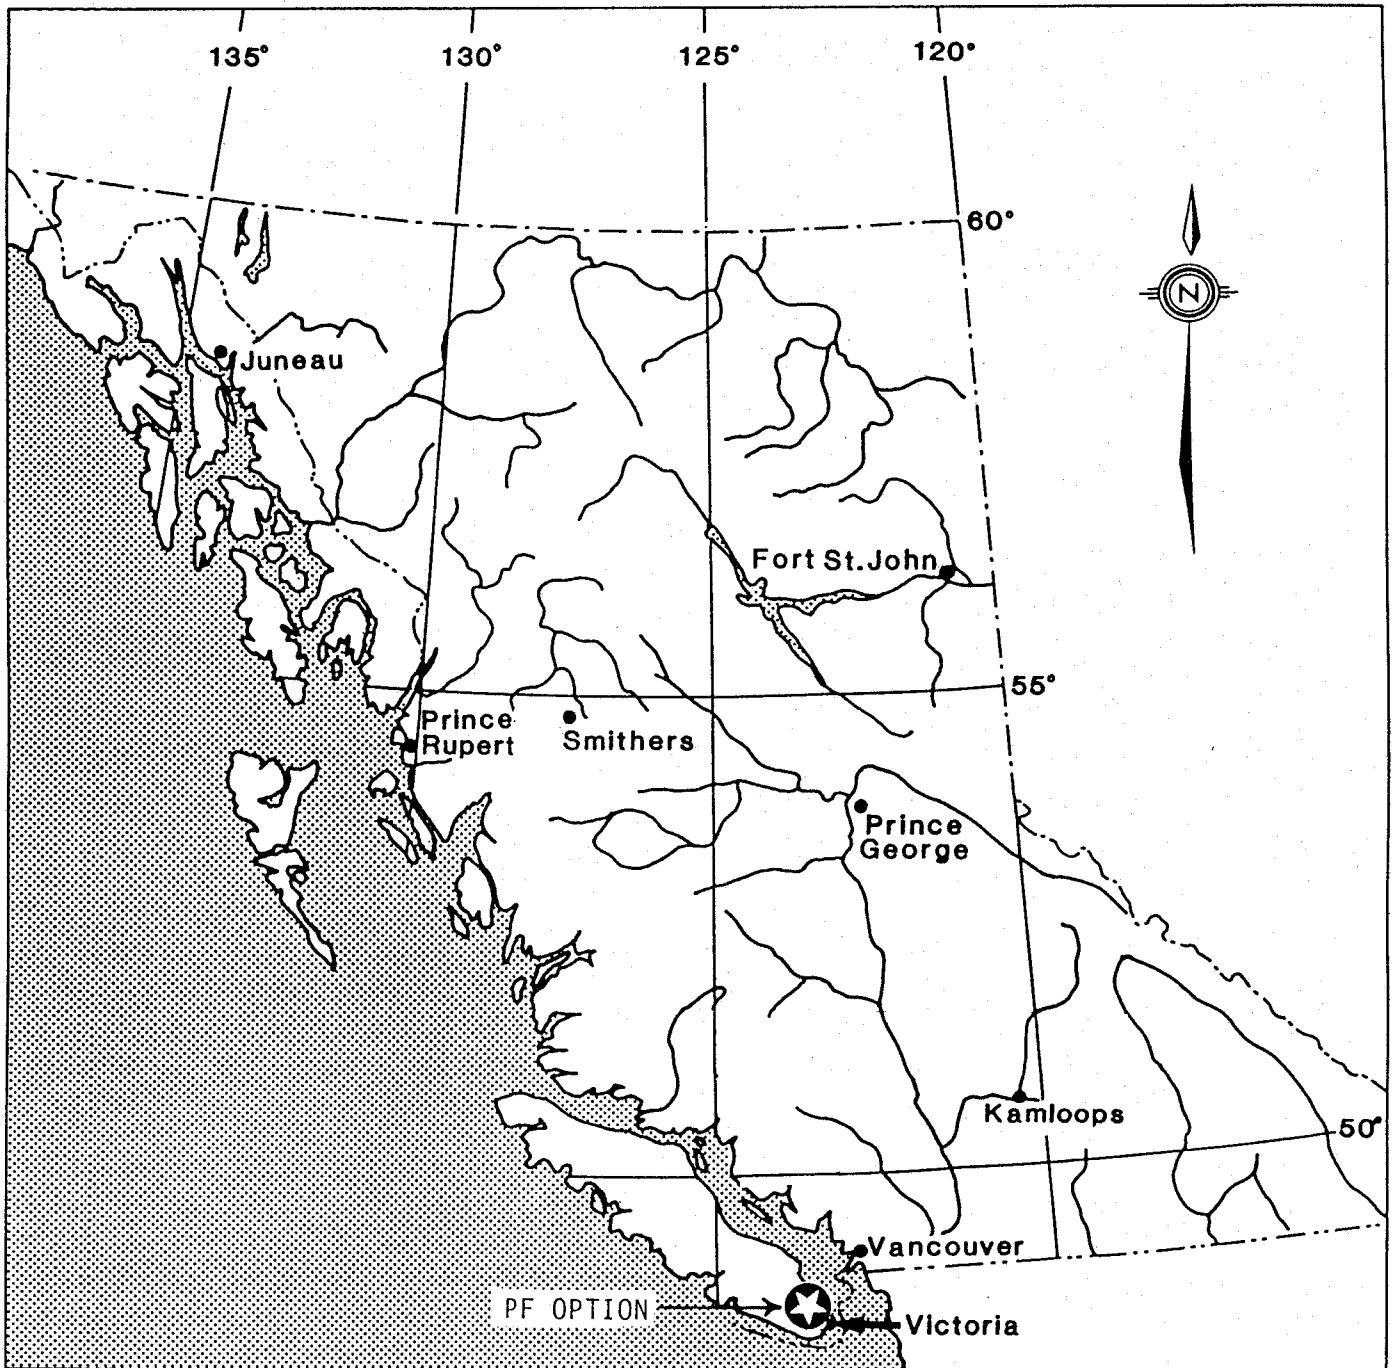 135° 130° 125° 120°
60°
N
Juneau
Fort St. John
55°
Prince
Rupert
Smithers
Prince
George
Kamloops
50°
Vancouver
PF OPTION
Victoria